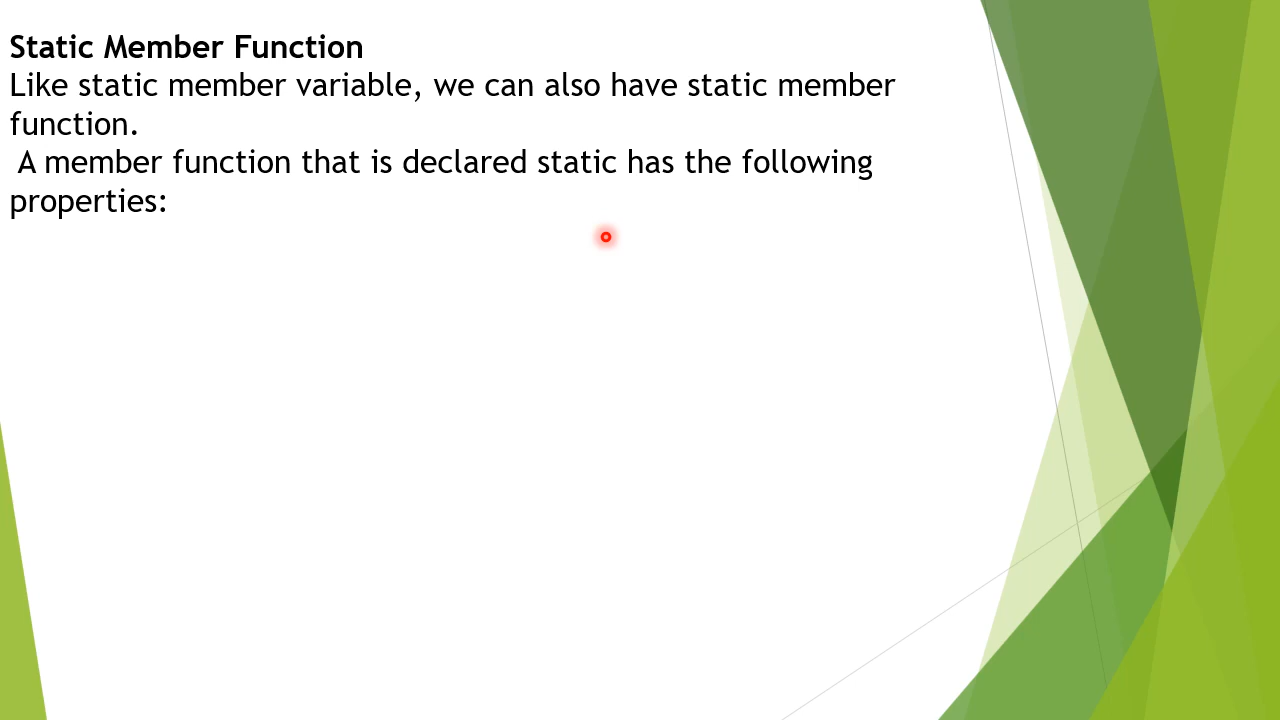 Static Member Function
Like static member variable, we can also have static member
function.
A member function that is declared static has the following
properties: